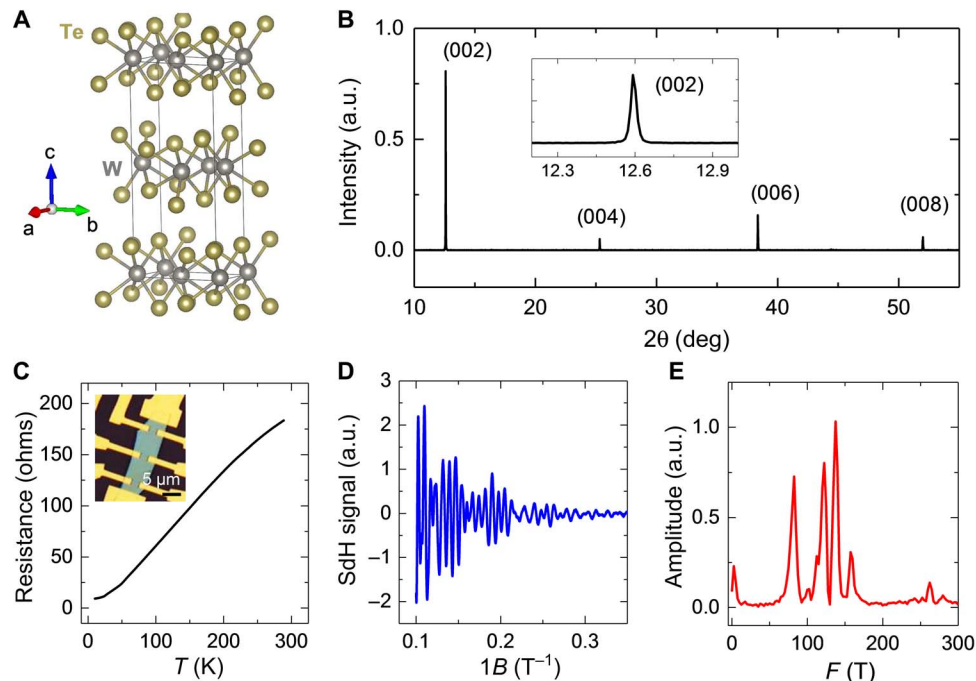 A
Te
W
c
a
b
B
1.0
0.5
0.0
Intensity (a.u.)
(002)
(002)
12.3
12.6
12.9
(004)
(006)
(008)
10
20
30
40
50
2θ (deg)
C
200
150
100
50
0
Resistance (ohms)
5 μm
0
100
200
300
T (K)
D
3
2
1
0
−1
−2
SdH signal (a.u.)
0.1
0.2
0.3
1B (T⁻¹)
E
1.0
0.5
0.0
Amplitude (a.u.)
0
100
200
300
F (T)